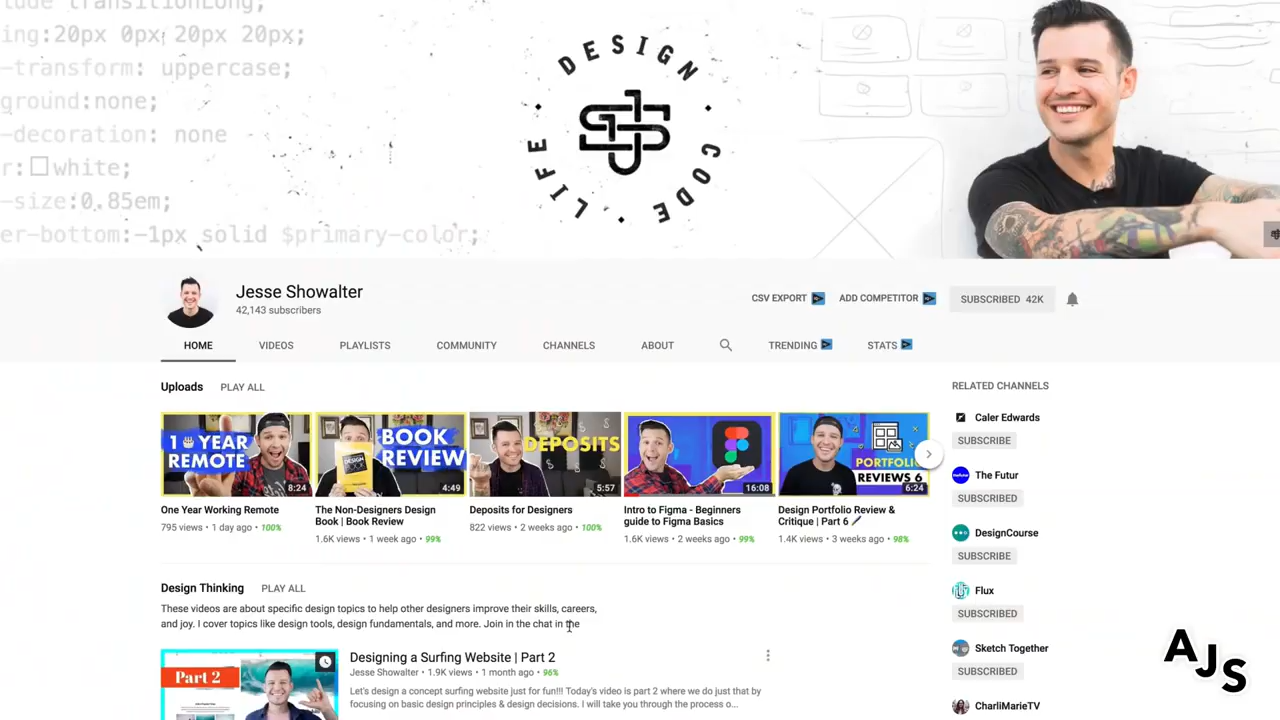 lude transitionLong;
ing:20px 0px 20px 20px;
-transform: uppercase;
ground:none;
-decoration: none
r:☐white;
-size:0.85em;
er-bottom:-1px solid $primary-color;
DESIGN
CODE
LIFE
Jesse Showalter
42,143 subscribers
CSV EXPORT
ADD COMPETITOR
SUBSCRIBED 42K
HOME
VIDEOS
PLAYLISTS
COMMUNITY
CHANNELS
ABOUT
TRENDING
STATS
Uploads PLAY ALL
1 YEAR
REMOTE
8:24
One Year Working Remote
795 views • 1 day ago • 100%
BOOK
REVIEW
4:49
The Non-Designers Design
Book | Book Review
1.6K views • 1 week ago • 99%
DEPOSITS
5:57
Deposits for Designers
822 views • 2 weeks ago • 100%
16:08
Intro to Figma - Beginners
guide to Figma Basics
1.6K views • 2 weeks ago • 99%
PORTFOLIO
REVIEWS 6
6:24
Design Portfolio Review &
Critique | Part 6
1.4K views • 3 weeks ago • 98%
Design Thinking PLAY ALL
These videos are about specific design topics to help other designers improve their skills, careers,
and joy. I cover topics like design tools, design fundamentals, and more. Join in the chat in the
Part 2
Designing a Surfing Website | Part 2
Jesse Showalter • 1.9K views • 1 month ago • 96%
Let's design a concept surfing website just for fun!!! Today's video is part 2 where we do just that by
focusing on basic design principles & design decisions. I will take you through the process o...
RELATED CHANNELS
Caler Edwards
SUBSCRIBE
The Futur
SUBSCRIBED
DesignCourse
SUBSCRIBE
Flux
SUBSCRIBED
Sketch Together
SUBSCRIBED
CharliMarieTV
AJS